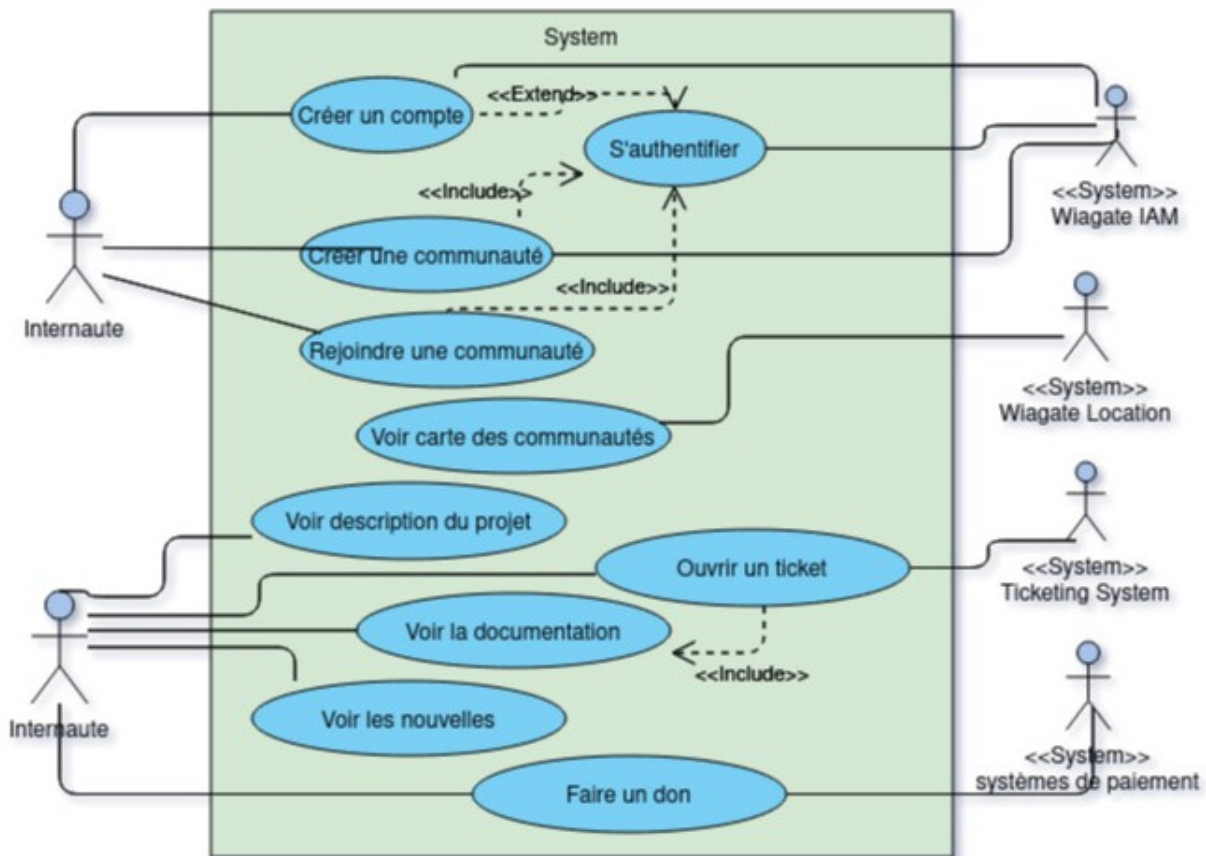 System
Créer un compte
<<Extend>>
S'authentifier
<<System>>
Wiagate IAM
<<Include>>
Internaute
Créer une communauté
<<Include>>
Rejoindre une communauté
<<System>>
Wiagate Location
Voir carte des communautés
Voir description du projet
Ouvrir un ticket
<<System>>
Ticketing System
Voir la documentation
<<Include>>
Internaute
Voir les nouvelles
<<System>>
systèmes de paiement
Faire un don